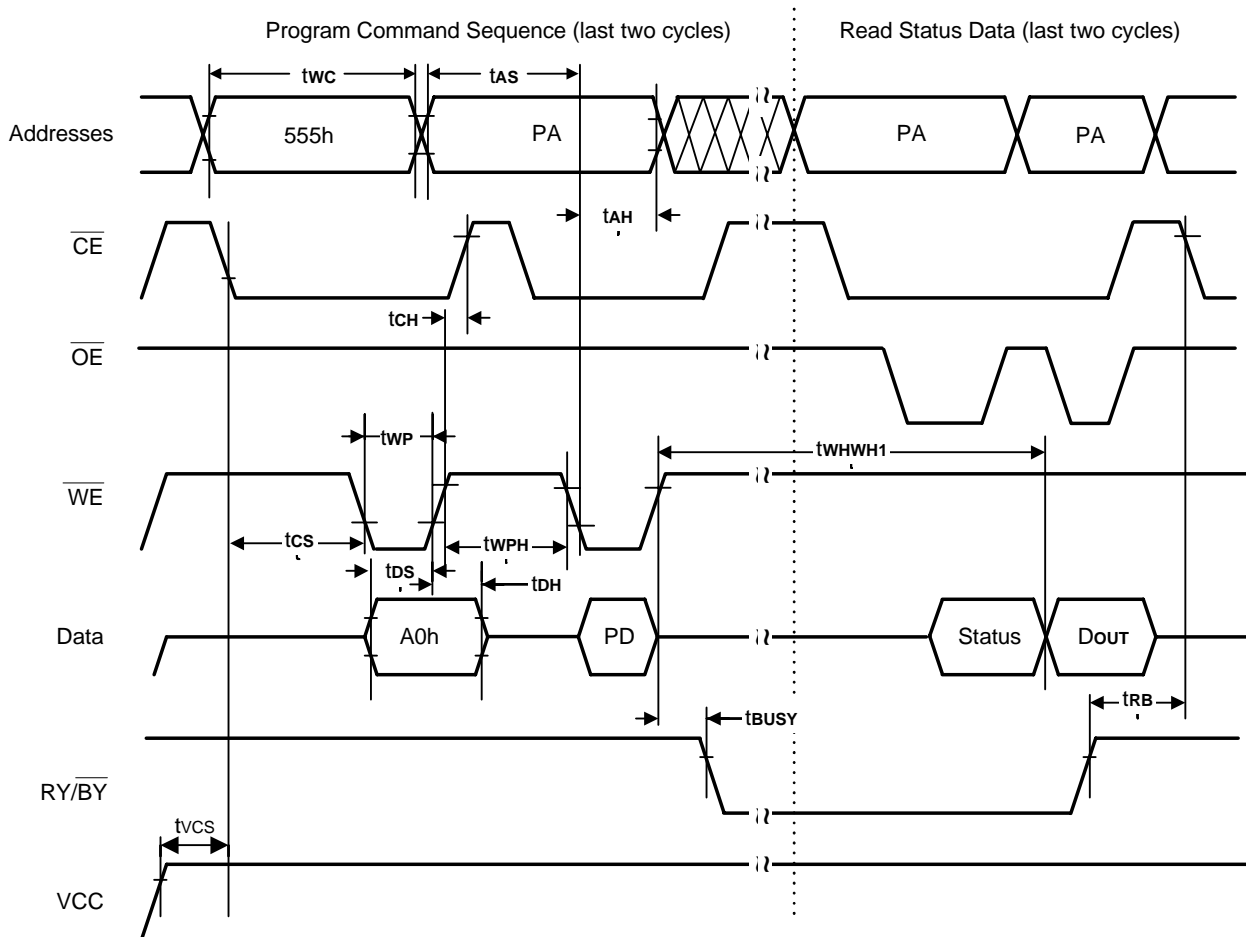 Program Command Sequence (last two cycles)
Read Status Data (last two cycles)
tWC
tAS
Addresses
555h
PA
PA
PA
tAH
CE
tCH
OE
tWP
tWHWH1
WE
tCS
tWPH
tDS
tDH
Data
A0h
PD
Status
DOUT
tBUSY
tRB
RY/BY
tVCS
VCC